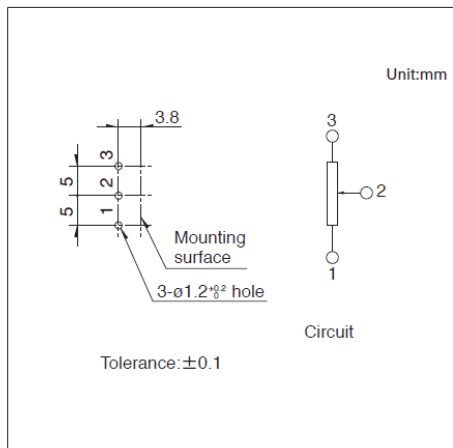 Unit:mm
3.8
3
3
5
2
2
5
1
Mounting
surface
1
3-ø1.2+0.2 0 hole
Circuit
Tolerance:±0.1